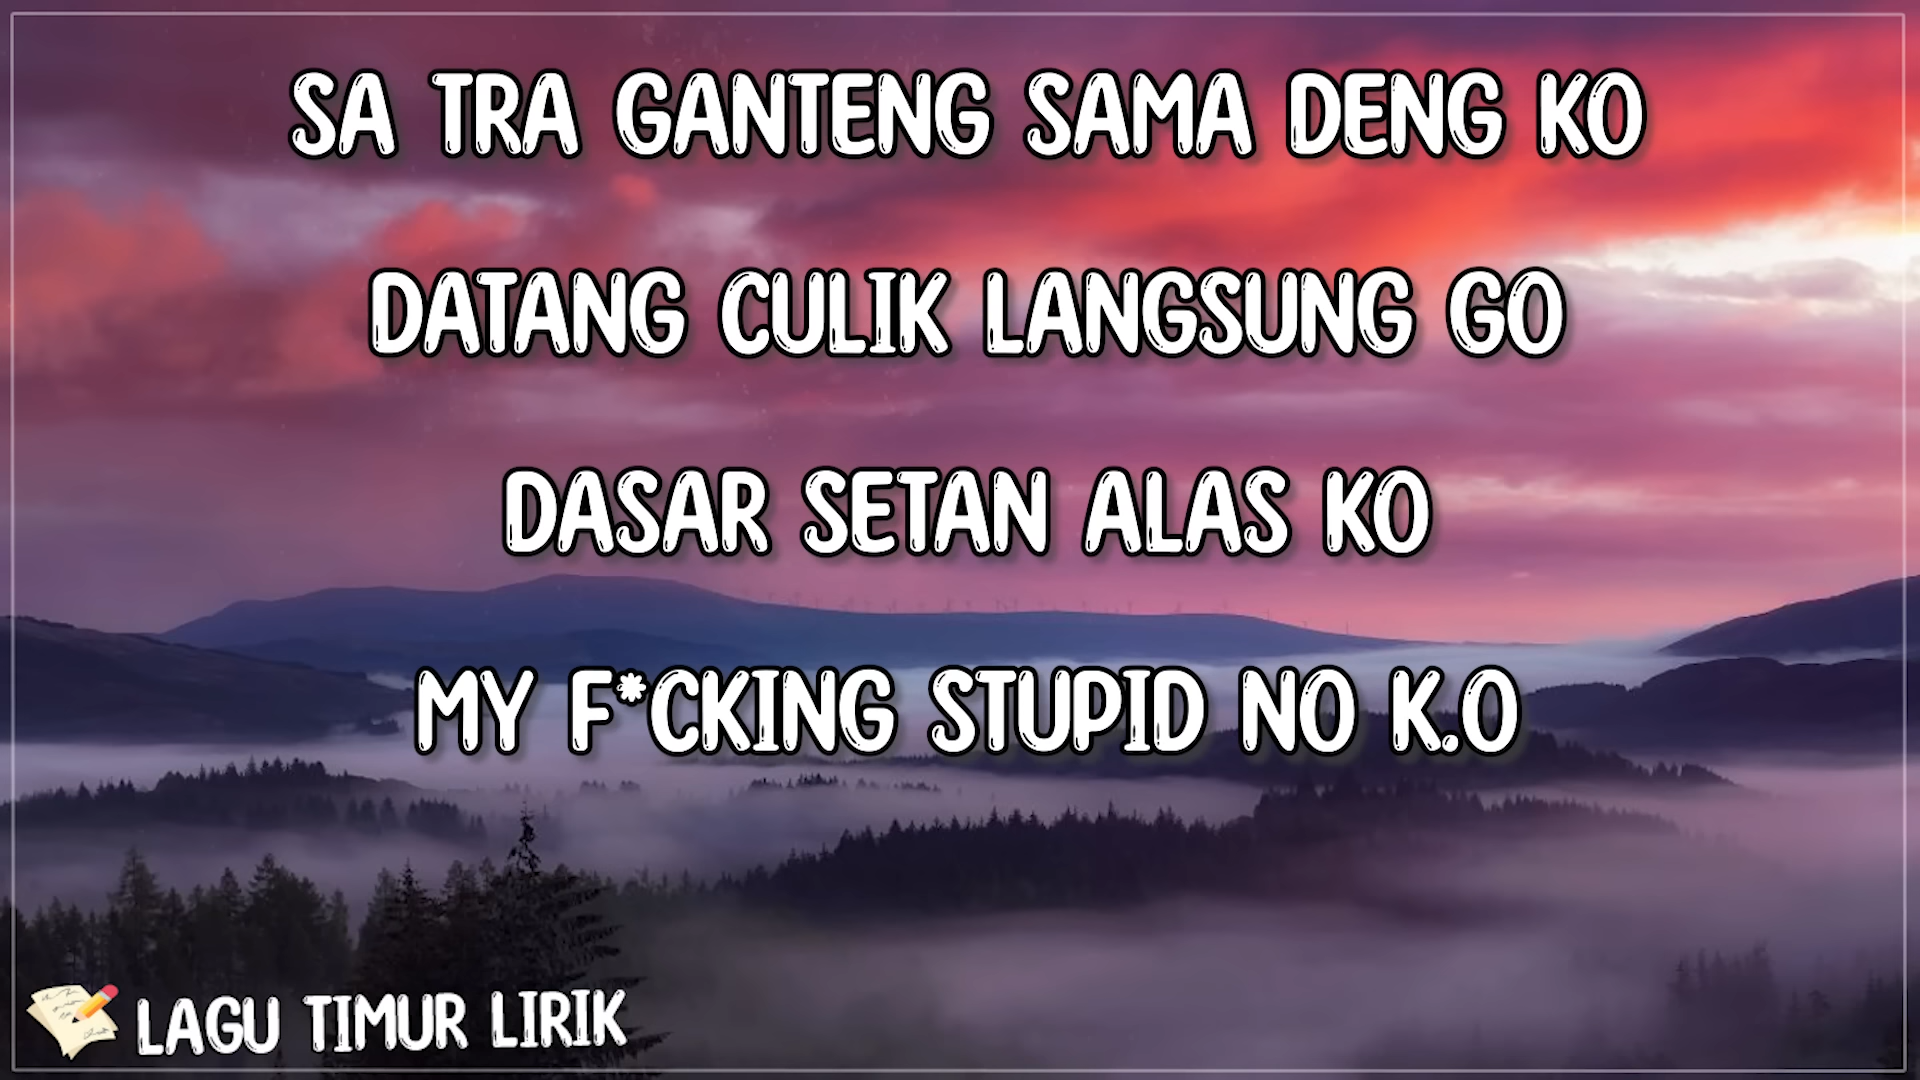 SA TRA GANTENG SAMA DENG KO
DATANG CULIK LANGSUNG GO
DASAR SETAN ALAS KO
MY F*CKING STUPID NO K.O
LAGU TIMUR LIRIK